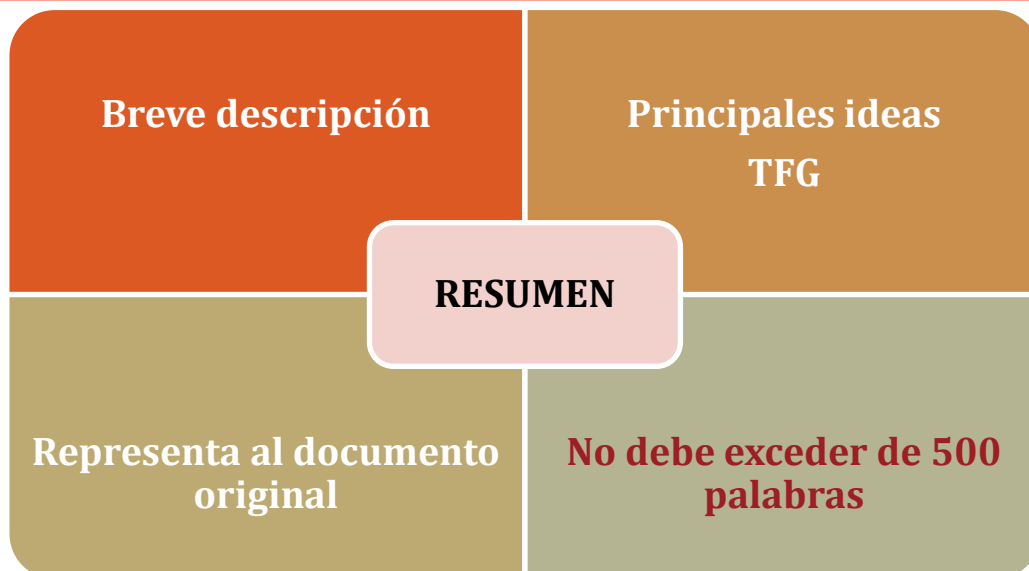 Breve descripción
Principales ideas
TFG
RESUMEN
Representa al documento
original
No debe exceder de 500
palabras